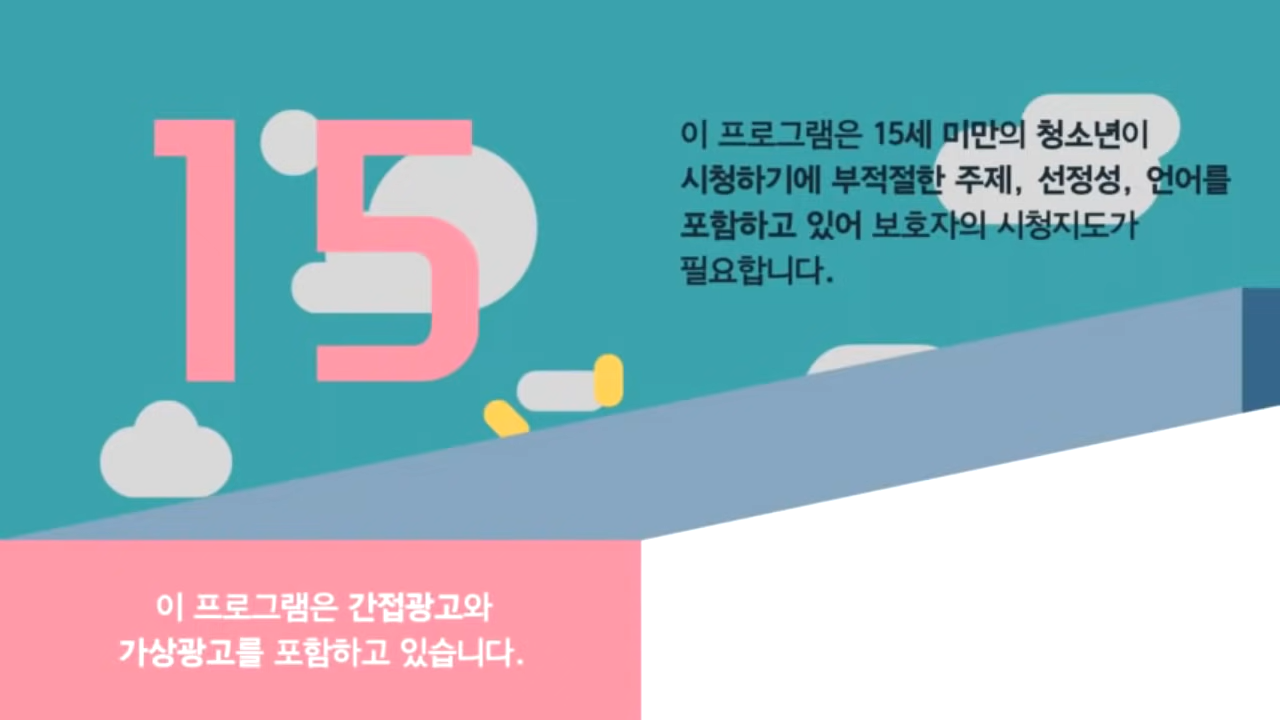 15
이 프로그램은 15세 미만의 청소년이
시청하기에 부적절한 주제, 선정성, 언어를
포함하고 있어 보호자의 시청지도가
필요합니다.
이 프로그램은 간접광고와
가상광고를 포함하고 있습니다.